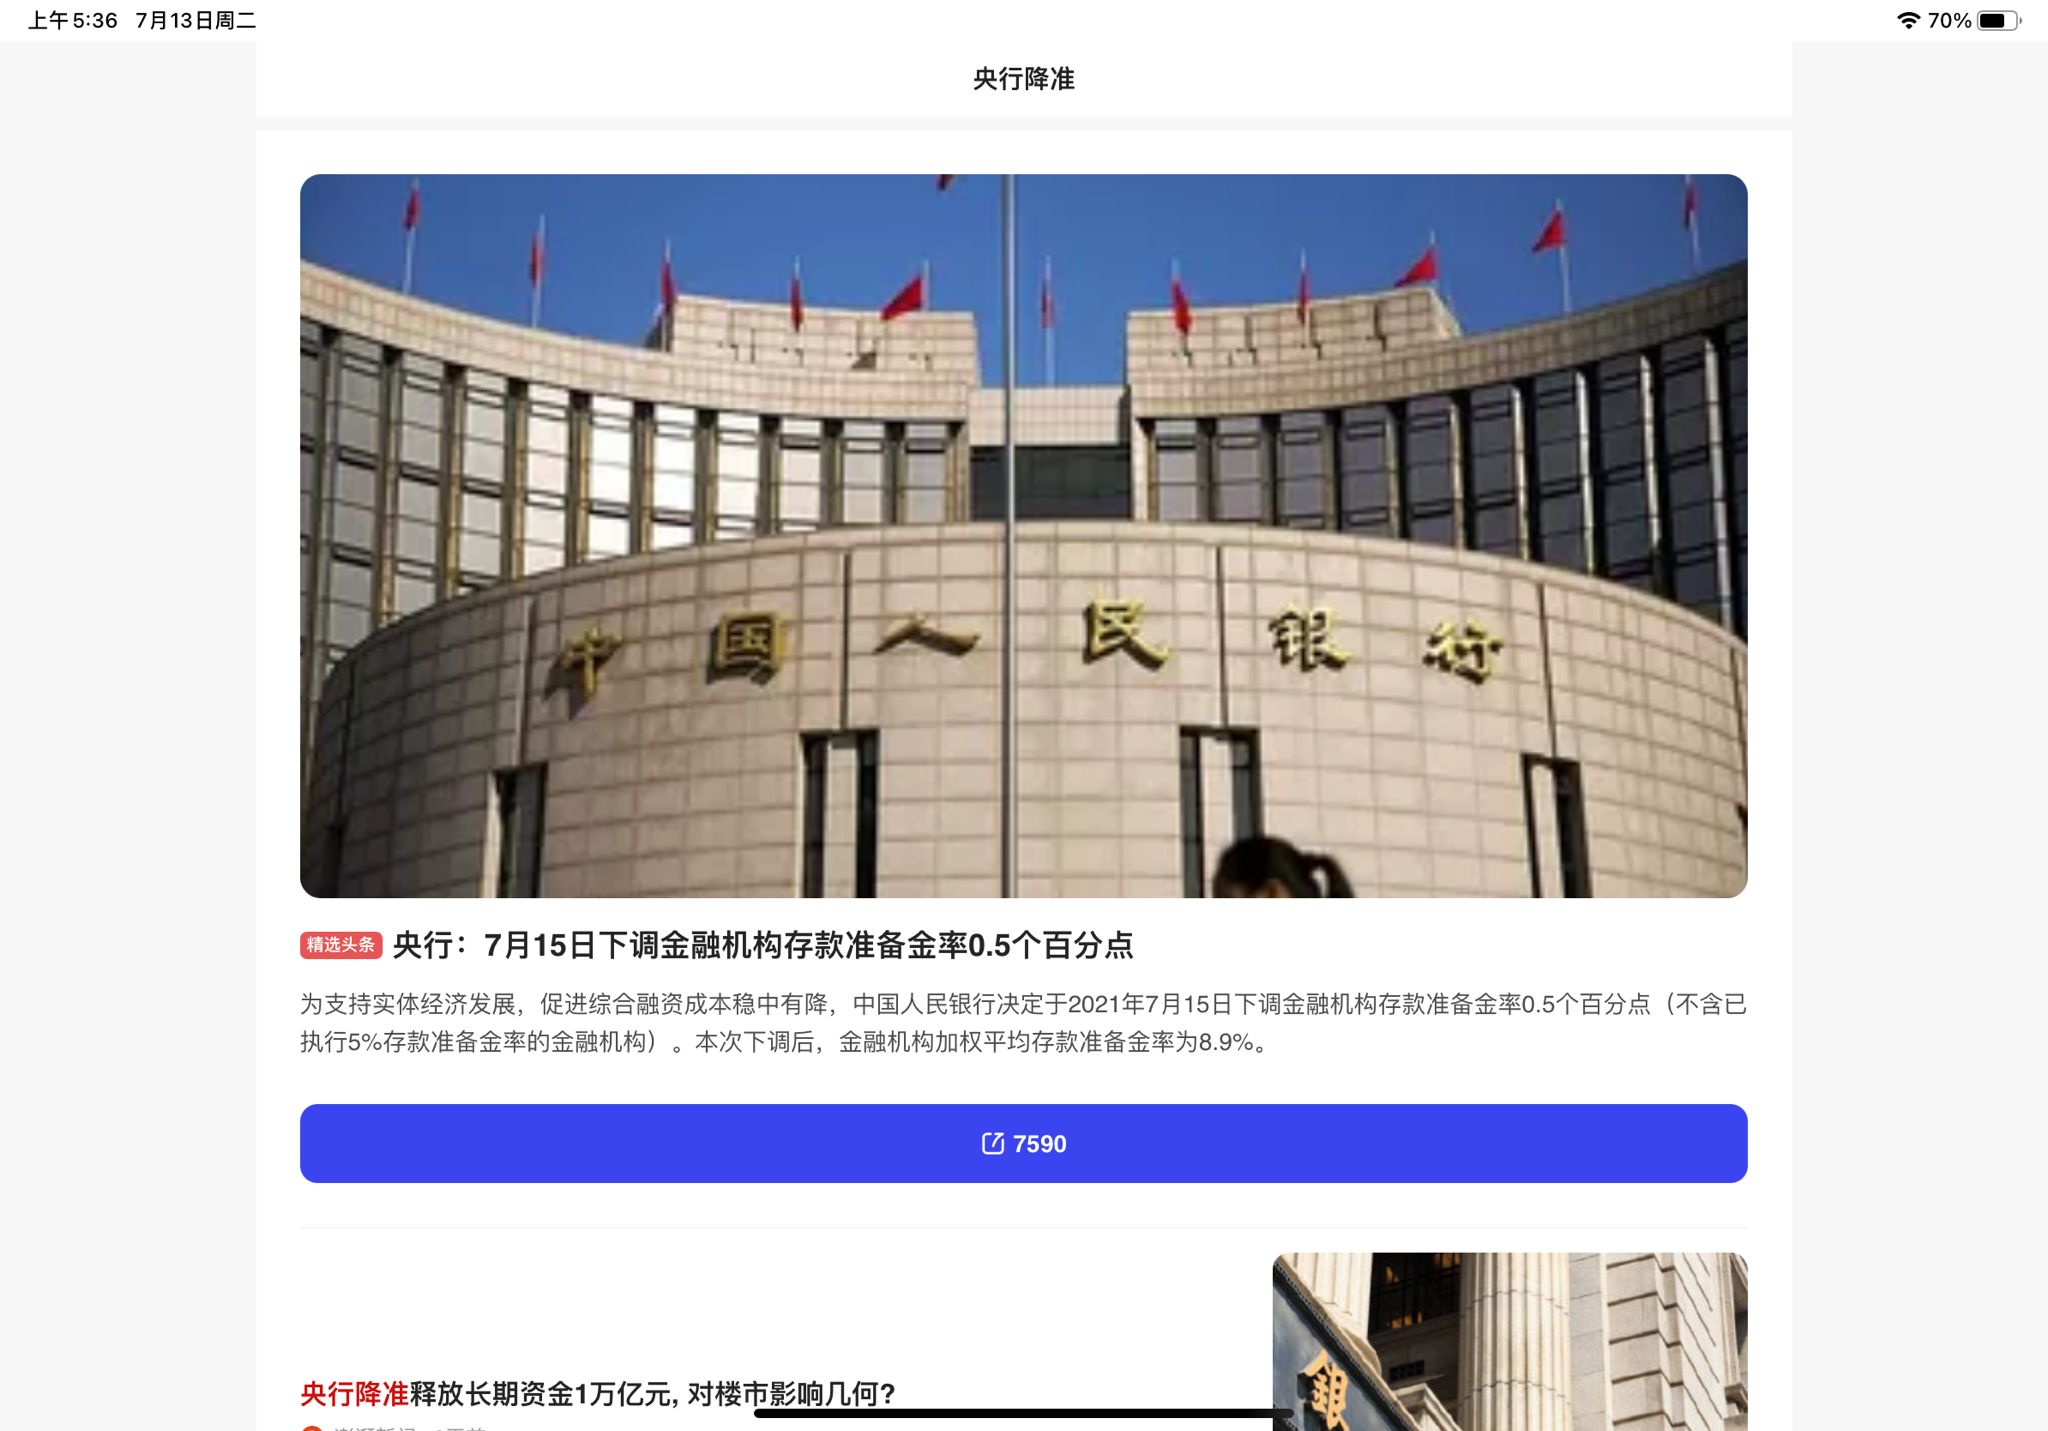 上午5:36 7月13日周二
70%
央行降准
中国人民银行
精选头条 央行：7月15日下调金融机构存款准备金率0.5个百分点
为支持实体经济发展，促进综合融资成本稳中有降，中国人民银行决定于2021年7月15日下调金融机构存款准备金率0.5个百分点（不含已
执行5%存款准备金率的金融机构）。本次下调后，金融机构加权平均存款准备金率为8.9%。
7590
銀
央行降准释放长期资金1万亿元, 对楼市影响几何?